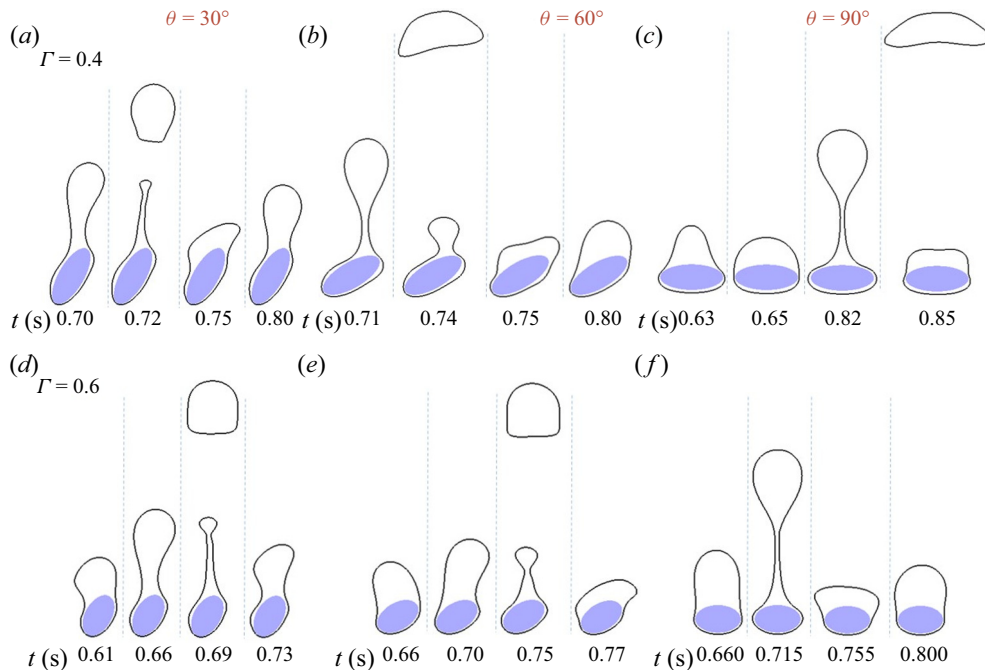 θ = 30°
θ = 60°
θ = 90°
(a)
(b)
(c)
Γ = 0.4
t (s) 0.70 0.72 0.75 0.80
t (s) 0.71 0.74 0.75 0.80
t (s) 0.63 0.65 0.82 0.85
(d)
(e)
(f)
Γ = 0.6
t (s) 0.61 0.66 0.69 0.73
t (s) 0.66 0.70 0.75 0.77
t (s) 0.660 0.715 0.755 0.800